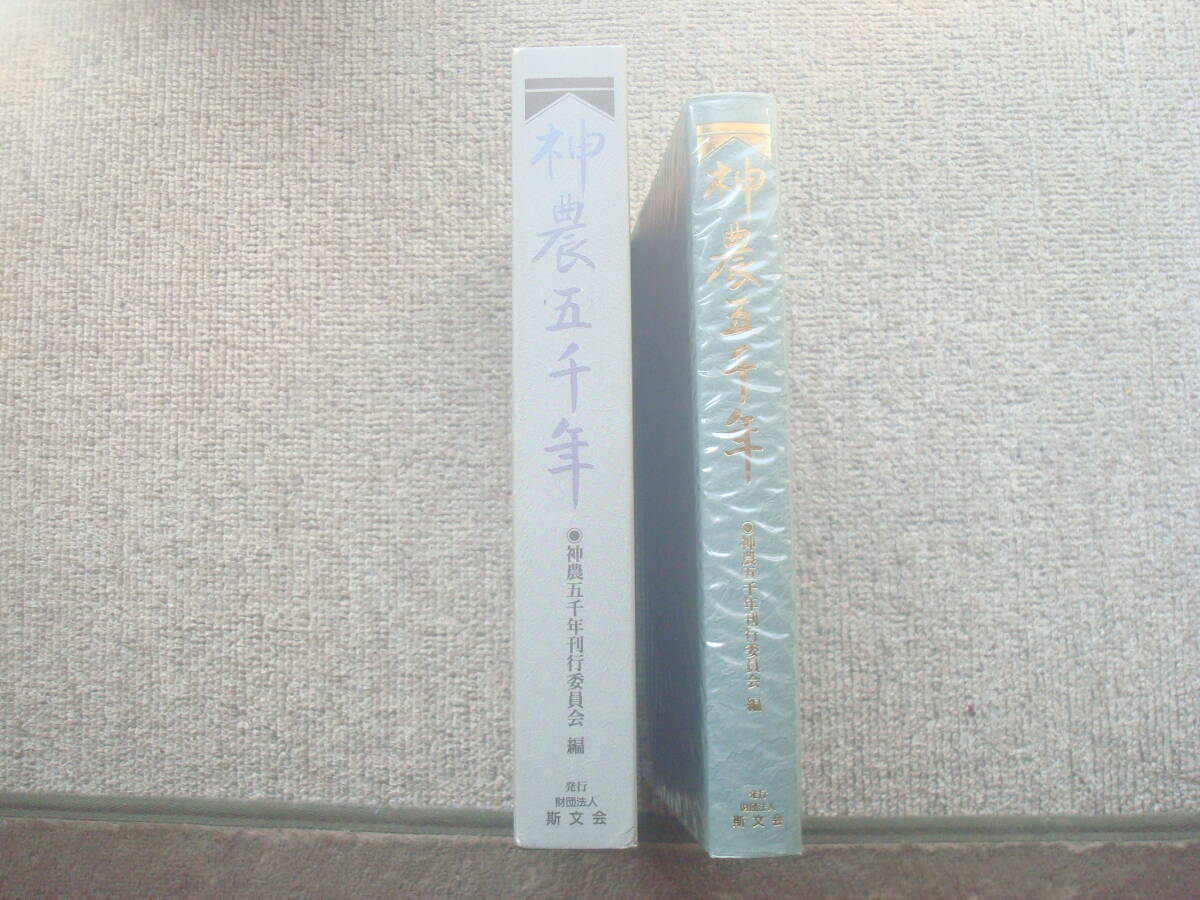 神農五千年
●神農五千年刊行委員会 編
発行
財団法人
斯文会
神農五千年
●神農五千年刊行委員会 編
発行
財団法人
斯文会